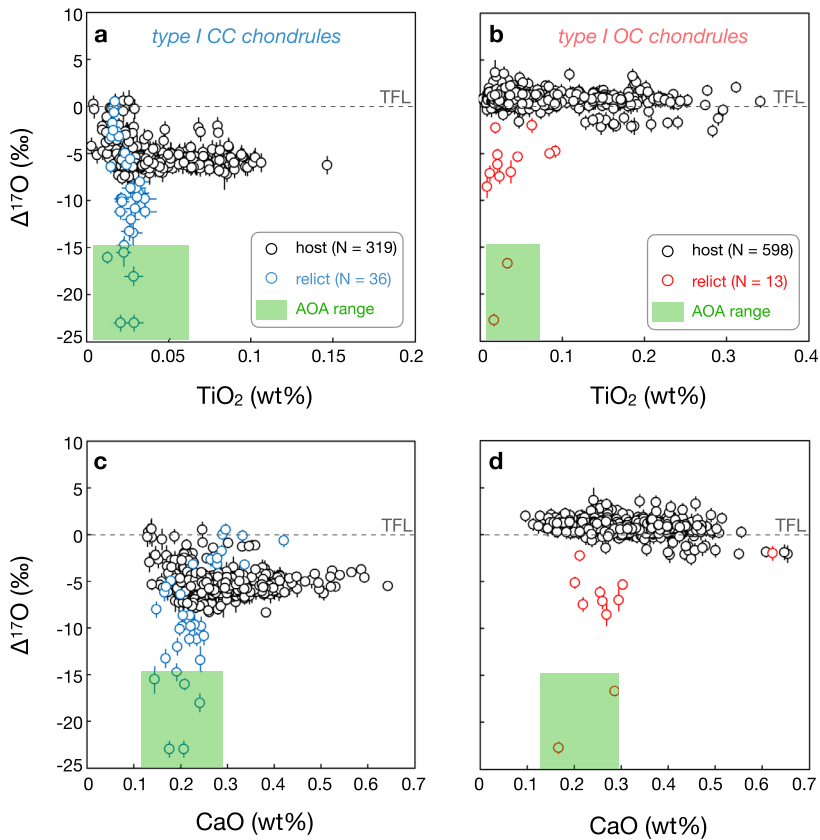 a
type I CC chondrules
b
type I OC chondrules
10
5
0
-5
-10
-15
-20
-25
Δ¹⁷O (‰)
TFL
TFL
host (N = 319)
relict (N = 36)
AOA range
host (N = 598)
relict (N = 13)
AOA range
0 0.05 0.1 0.15 0.2
0 0.1 0.2 0.3 0.4
TiO₂ (wt%)
TiO₂ (wt%)
c
d
10
5
0
-5
-10
-15
-20
-25
Δ¹⁷O (‰)
TFL
TFL
0 0.1 0.2 0.3 0.4 0.5 0.6 0.7
0 0.1 0.2 0.3 0.4 0.5 0.6 0.7
CaO (wt%)
CaO (wt%)